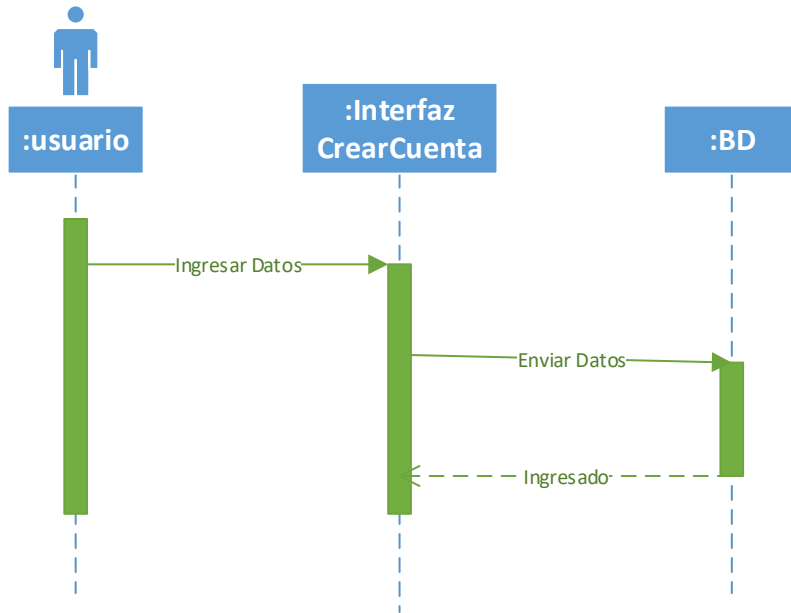 :usuario
:Interfaz
CrearCuenta
:BD
Ingresar Datos
Enviar Datos
Ingresado